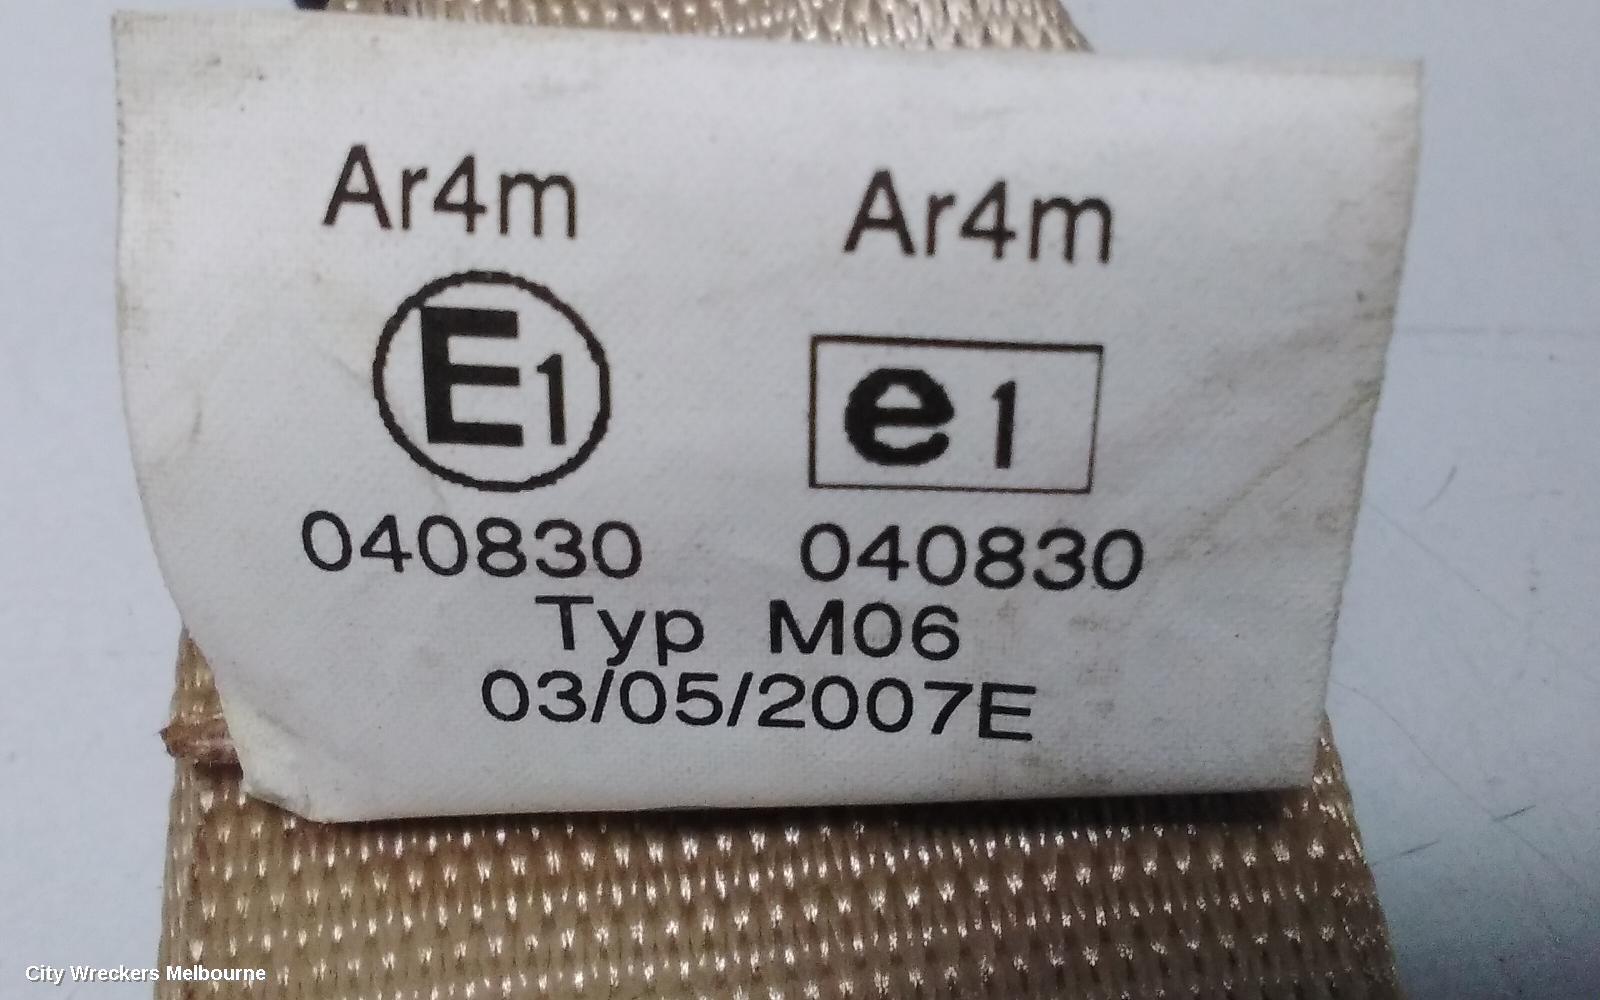 Ar4m Ar4m
E1 e1
040830 040830
Typ M06
03/05/2007E
City Wreckers Melbourne